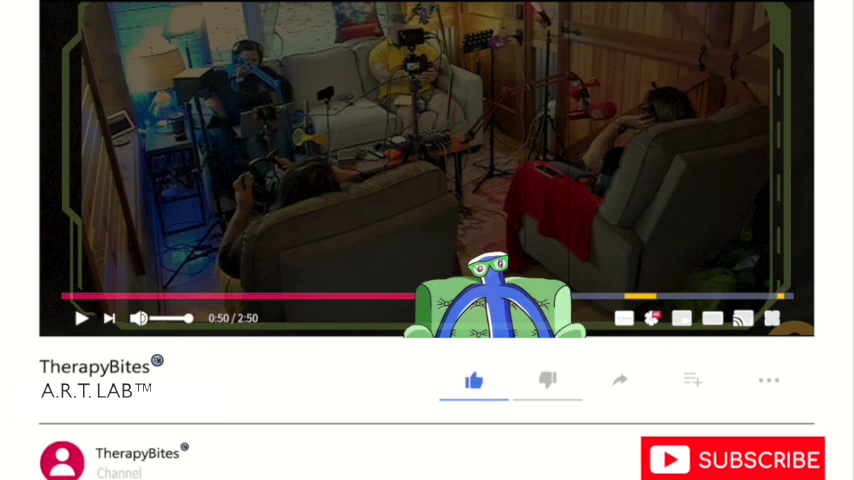 0:50 / 2:50
TherapyBites
A.R.T. LAB™
TherapyBites
Channel
SUBSCRIBE